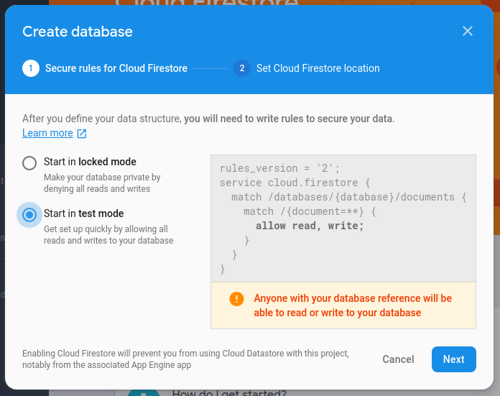 Cloud Firestore
Create database
1 Secure rules for Cloud Firestore
2 Set Cloud Firestore location
After you define your data structure, you will need to write rules to secure your data.
Learn more
Start in locked mode
Make your database private by
denying all reads and writes
Start in test mode
Get set up quickly by allowing all
reads and writes to your database
rules_version = '2';
service cloud.firestore {
match /databases/{database}/documents {
match /{document=**} {
allow read, write;
}
}
}
Anyone with your database reference will be
able to read or write to your database
Enabling Cloud Firestore will prevent you from using Cloud Datastore with this project,
notably from the associated App Engine app
Cancel
Next
How do I get started?